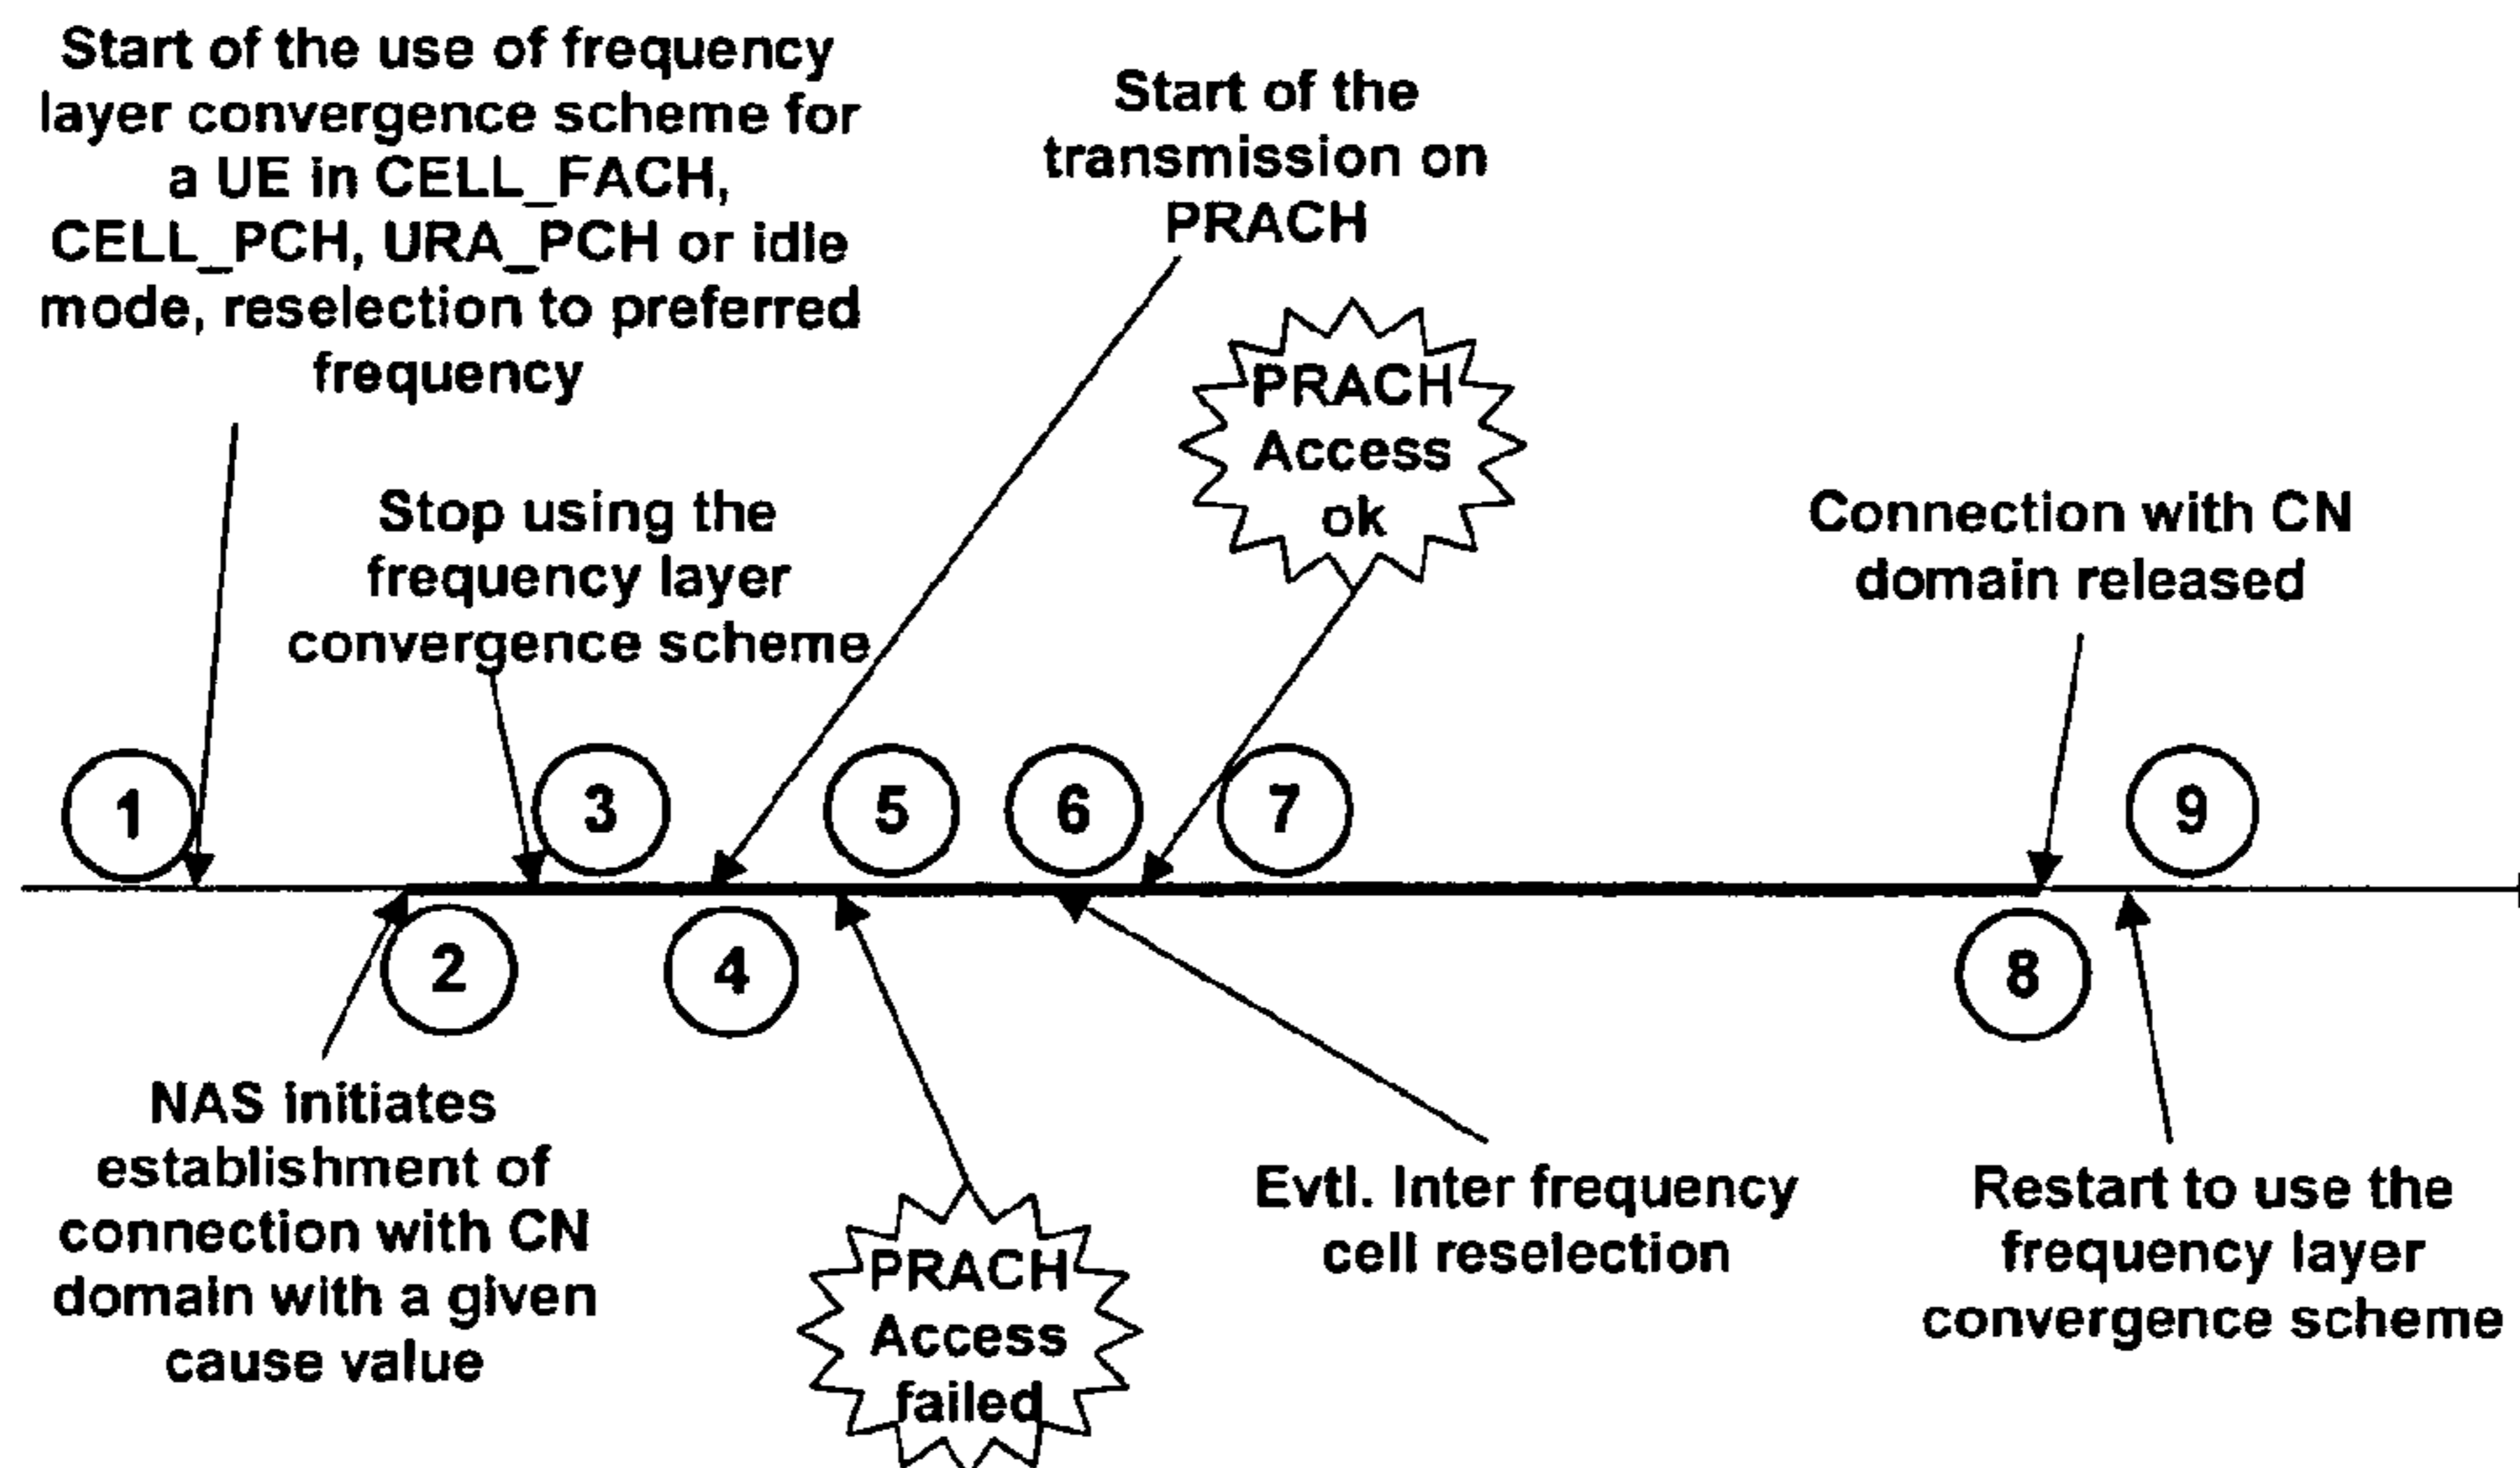 Start of the use of frequency
layer convergence scheme for
a UE in CELL_FACH,
CELL_PCH, URA_PCH or idle
mode, reselection to preferred
frequency
Start of the
transmission on
PRACH
PRACH
Access
ok
Stop using the
frequency layer
convergence scheme
Connection with CN
domain released
1
3
5
6
7
9
2
4
8
NAS initiates
establishment of
connection with CN
domain with a given
cause value
PRACH
Access
failed
Evtl. Inter frequency
cell reselection
Restart to use the
frequency layer
convergence scheme